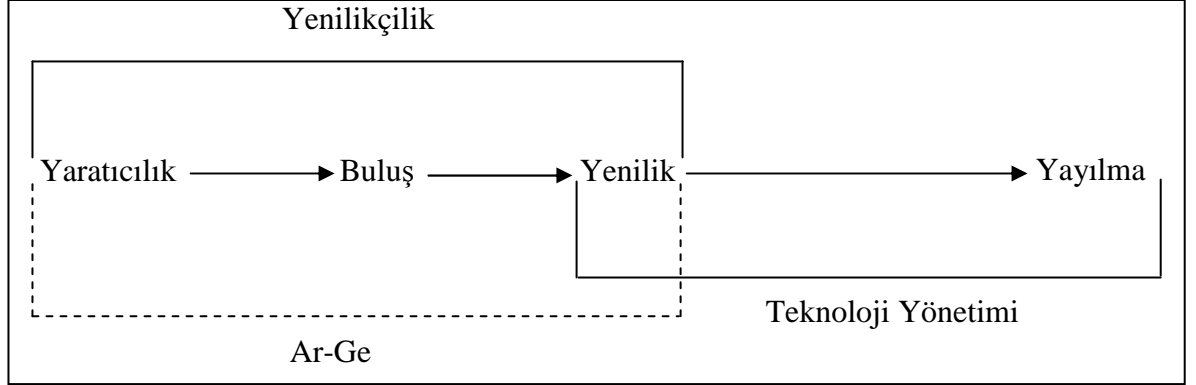 Yenilikçilik
Yaratıcılık Buluş Yenilik Yayılma
Teknoloji Yönetimi
Ar-Ge